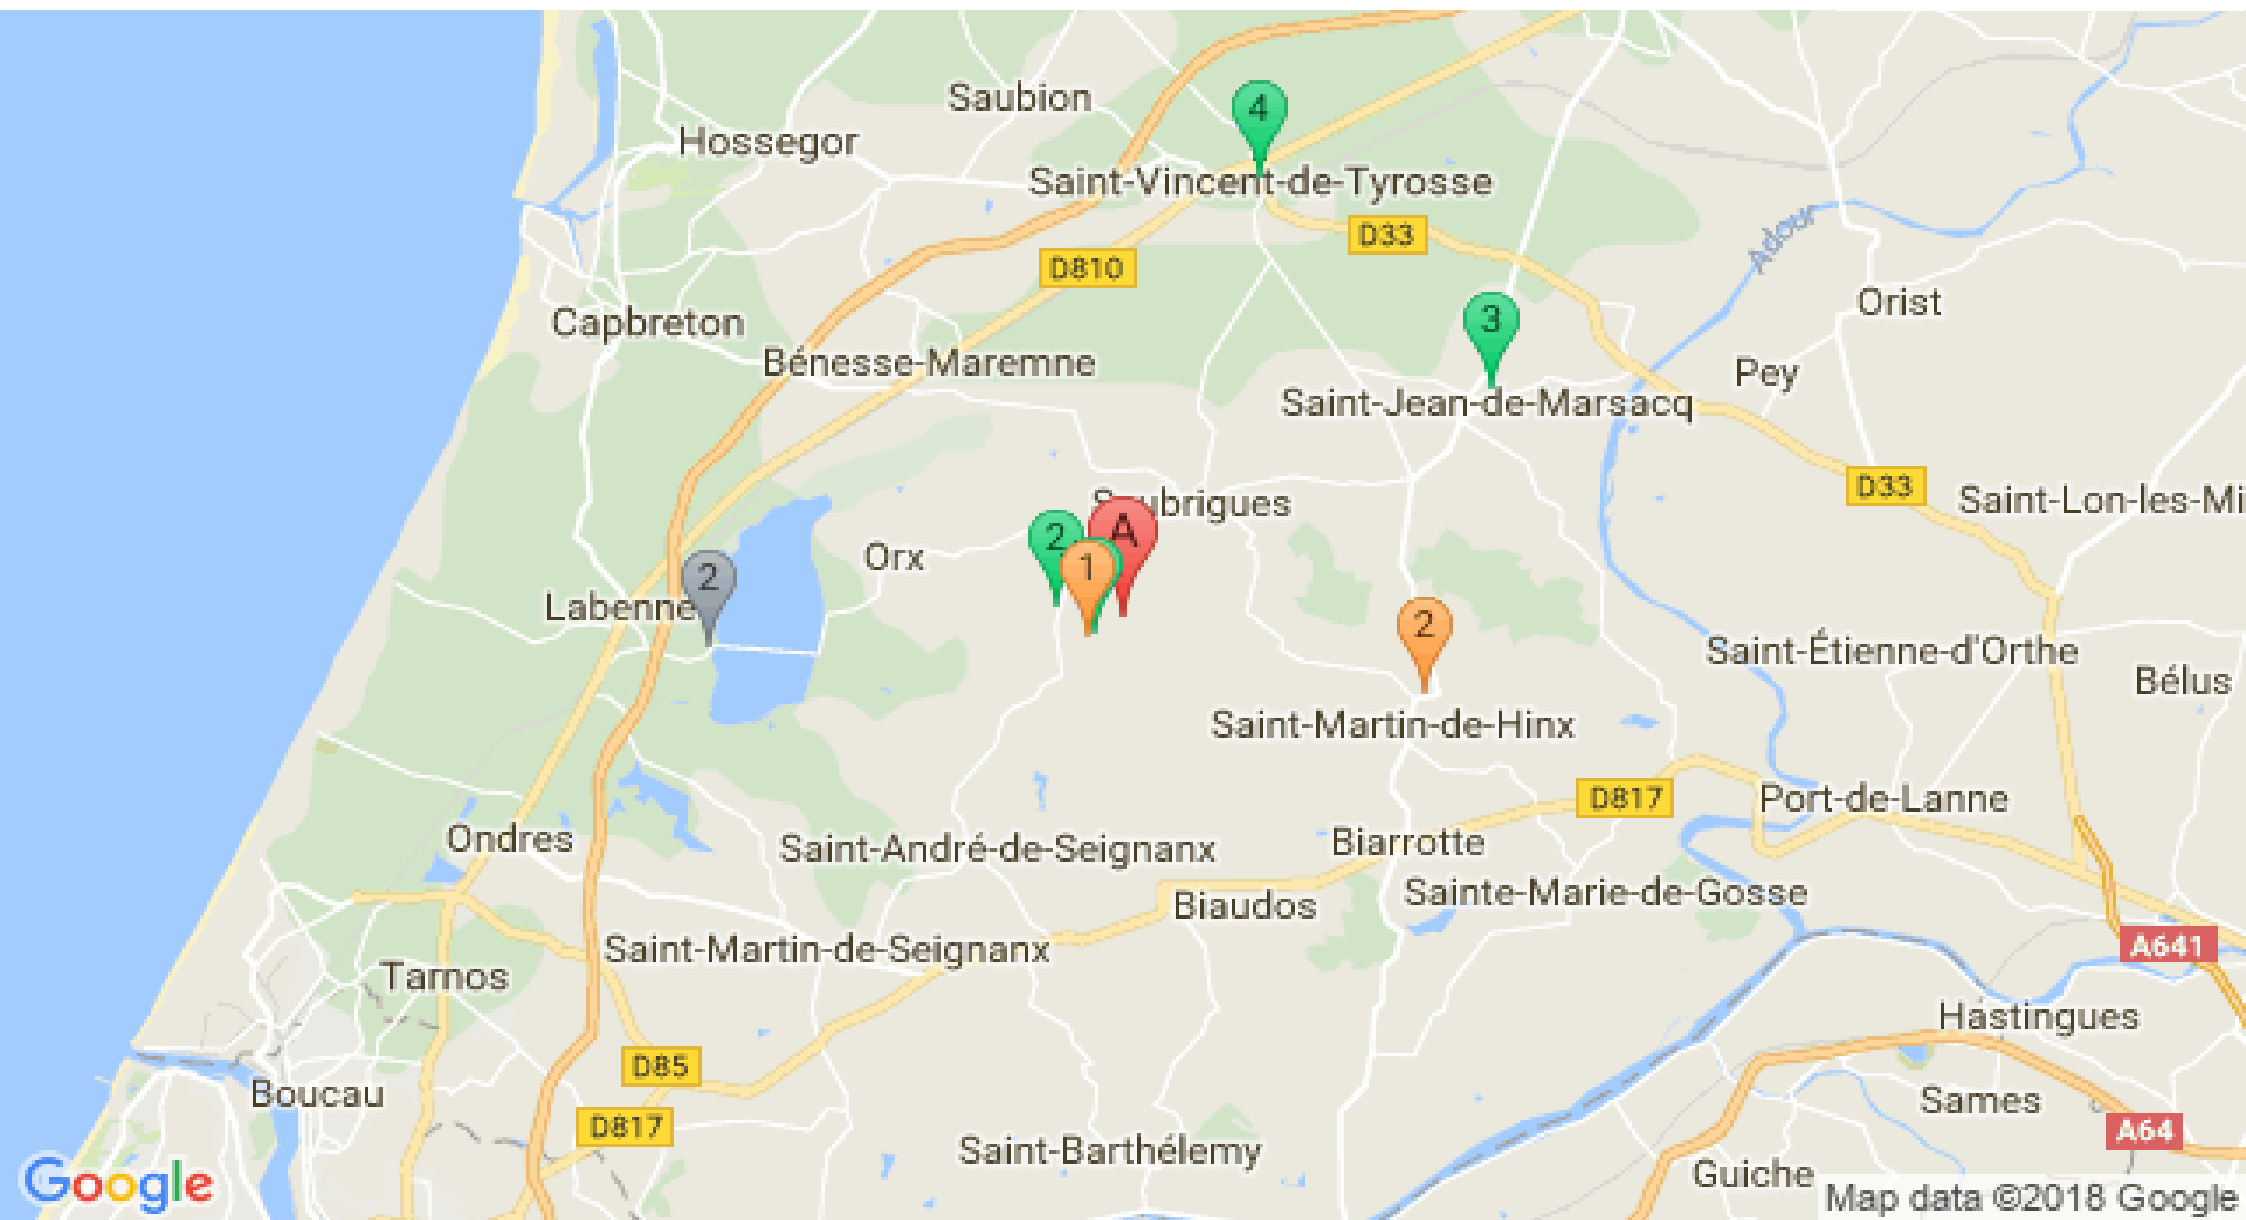 Saubion
4
Hossegor
Saint-Vincent-de-Tyrosse
D33
D810
Adour
Orist
Capbreton
3
Bénesse-Maremne
Pey
Saint-Jean-de-Marsacq
D33
Saint-Lon-les-Mi
Saubrigues
A
2
Orx
1
2
Labenne
2
Saint-Étienne-d'Orthe
Bélus
Saint-Martin-de-Hinx
D817
Port-de-Lanne
Ondres
Saint-André-de-Seignanx
Biarrotte
Sainte-Marie-de-Gosse
Biaudos
Saint-Martin-de-Seignanx
A641
Tarnos
Hastingues
D85
Boucau
Sames
D817
A64
Saint-Barthélemy
Guiche
Google
Map data ©2018 Google